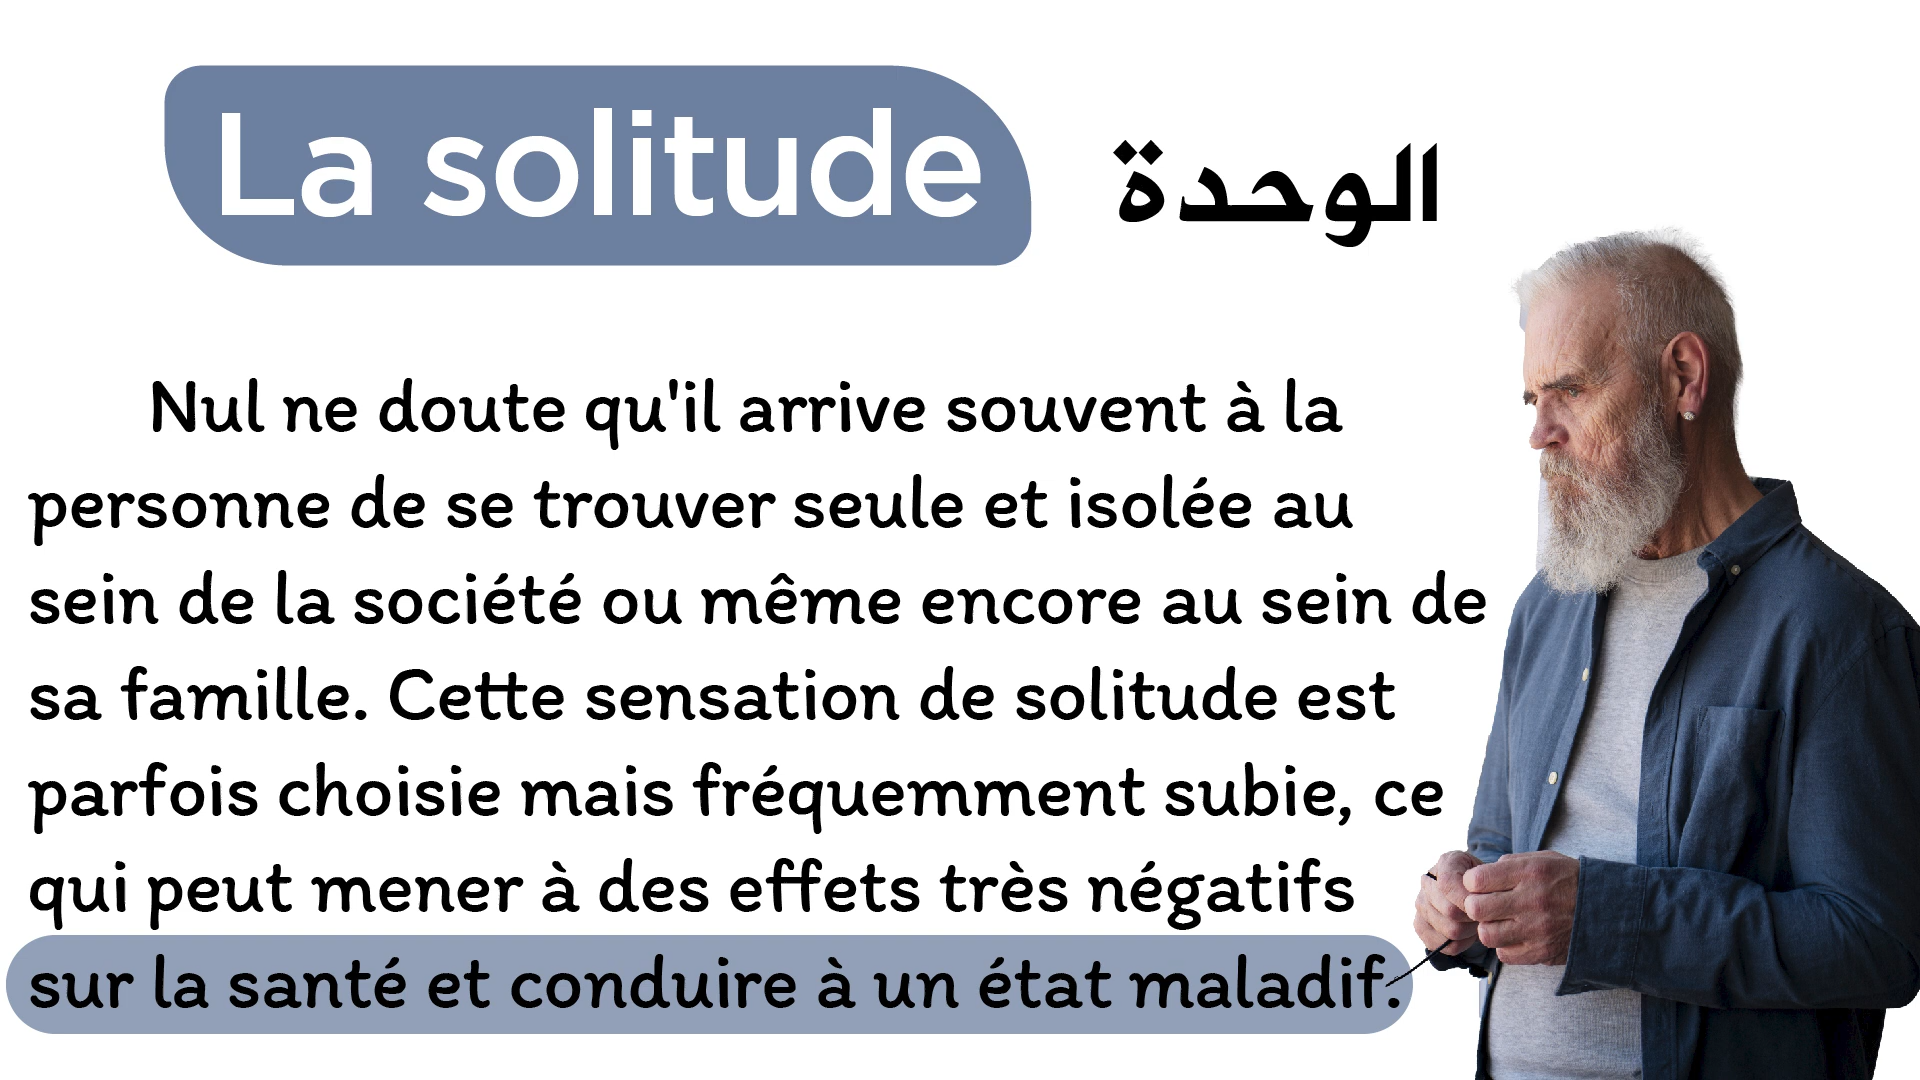 La solitude
الوحدة
Nul ne doute qu'il arrive souvent à la
personne de se trouver seule et isolée au
sein de la société ou même encore au sein de
sa famille. Cette sensation de solitude est
parfois choisie mais fréquemment subie, ce
qui peut mener à des effets très négatifs
sur la santé et conduire à un état maladif.